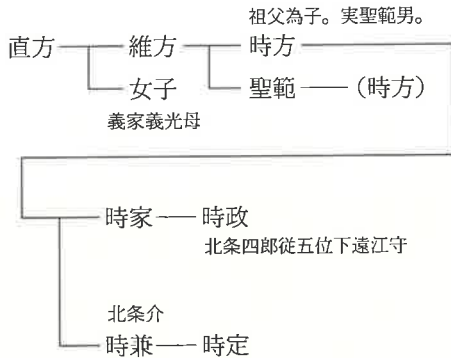 祖父為子。実聖範男。
直方 維方 時方
女子 聖範 (時方)
義家義光母
時家 時政
北条四郎従五位下遠江守
北条介
時兼 時定